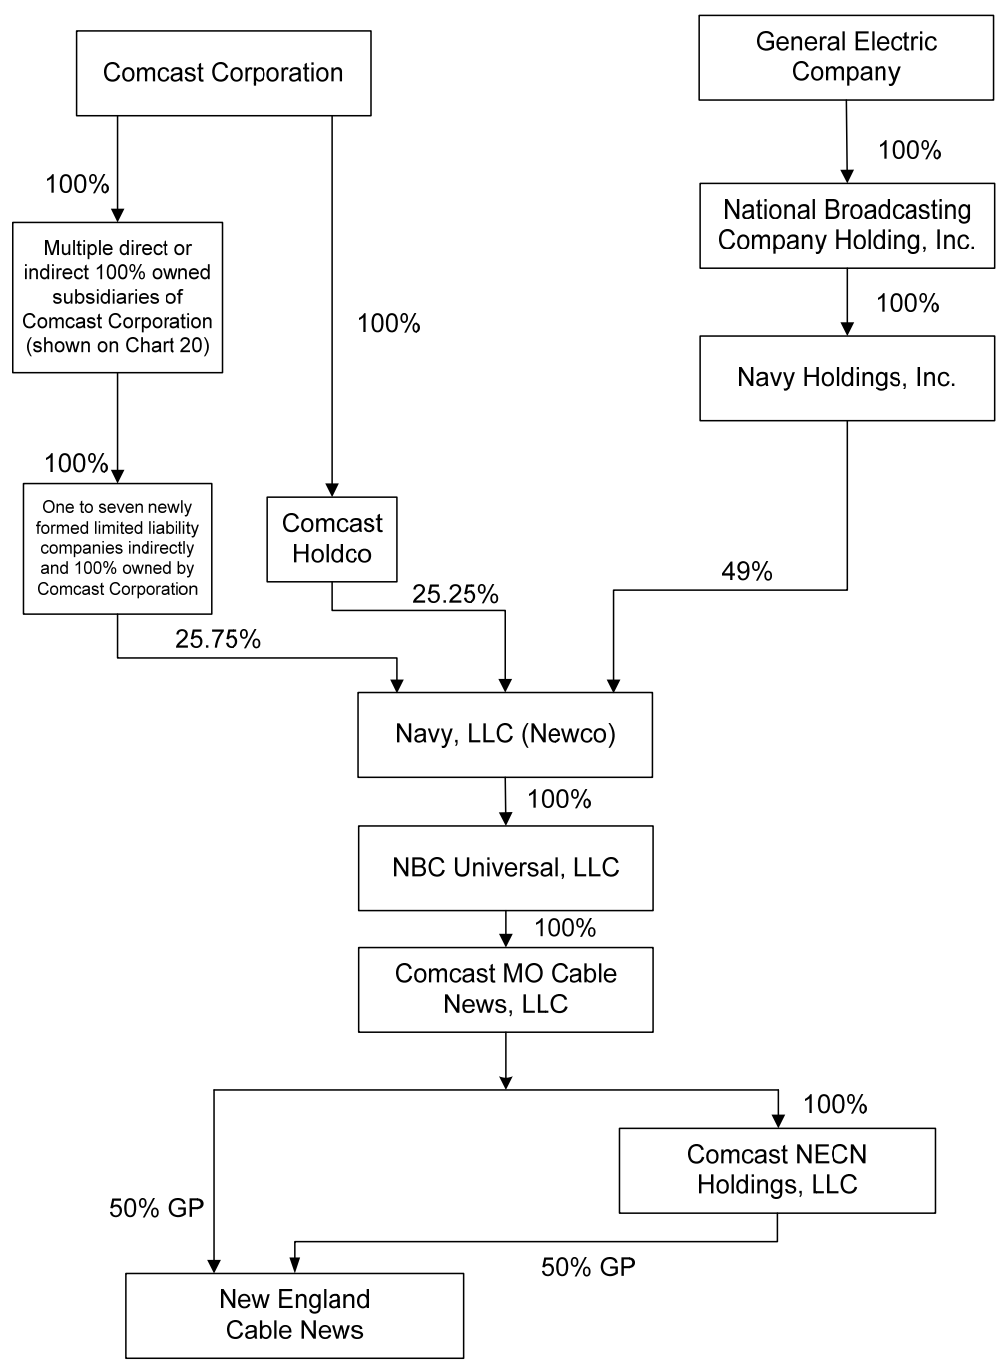 Comcast Corporation
General Electric
Company
100%
100%
National Broadcasting
Company Holding, Inc.
Multiple direct or
indirect 100% owned
subsidiaries of
Comcast Corporation
(shown on Chart 20)
100%
100%
Navy Holdings, Inc.
100%
One to seven newly
formed limited liability
companies indirectly
and 100% owned by
Comcast Corporation
Comcast
Holdco
49%
25.25%
25.75%
Navy, LLC (Newco)
100%
NBC Universal, LLC
100%
Comcast MO Cable
News, LLC
100%
Comcast NECN
Holdings, LLC
50% GP
50% GP
New England
Cable News